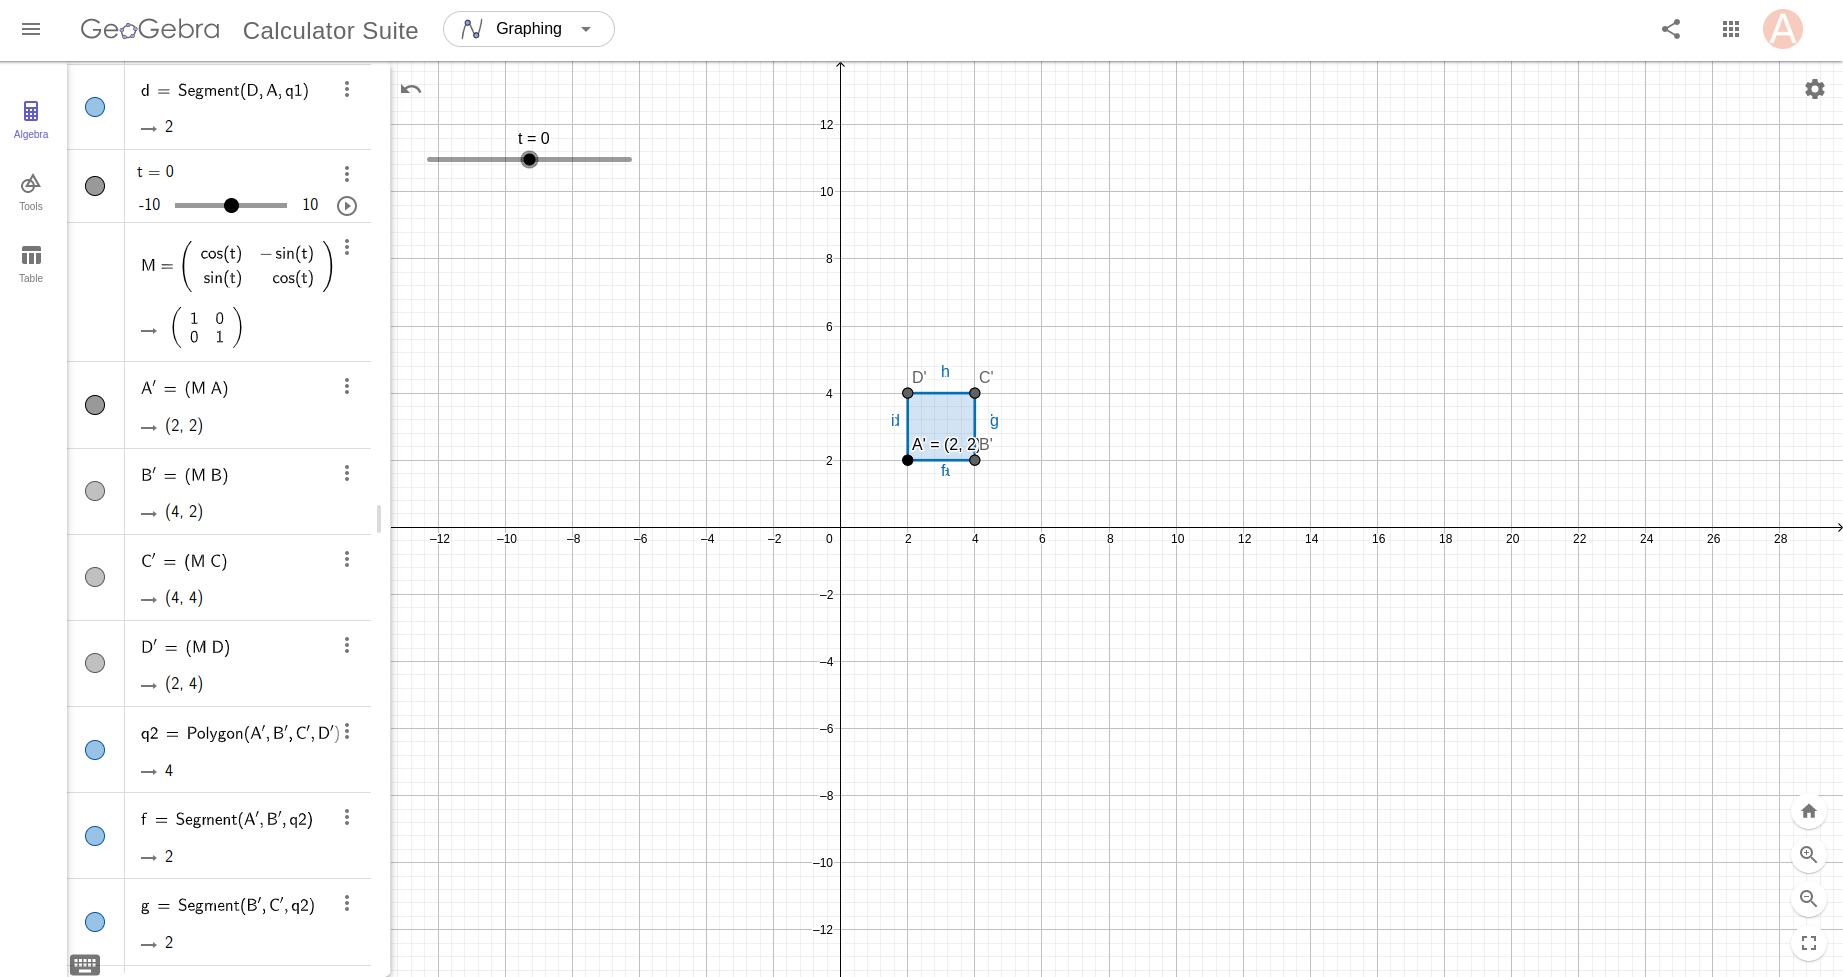 GeoGebra Calculator Suite Graphing A
Algebra
Tools
Table
d = Segment(D, A, q1)
→ 2
t = 0
-10 10
M = ( cos(t) − sin(t)
sin(t) cos(t) )
→ ( 1 0
0 1 )
A′ = (M A)
→ (2, 2)
B′ = (M B)
→ (4, 2)
C′ = (M C)
→ (4, 4)
D′ = (M D)
→ (2, 4)
q2 = Polygon(A′, B′, C′, D′)
→ 4
f = Segment(A′, B′, q2)
→ 2
g = Segment(B′, C′, q2)
→ 2
t = 0
12
10
8
6
4
2
−12 −10 −8 −6 −4 −2 0 2 4 6 8 10 12 14 16 18 20 22 24 26 28
−2
−4
−6
−8
−10
−12
D' h C'
g
A' = (2, 2) B'
f